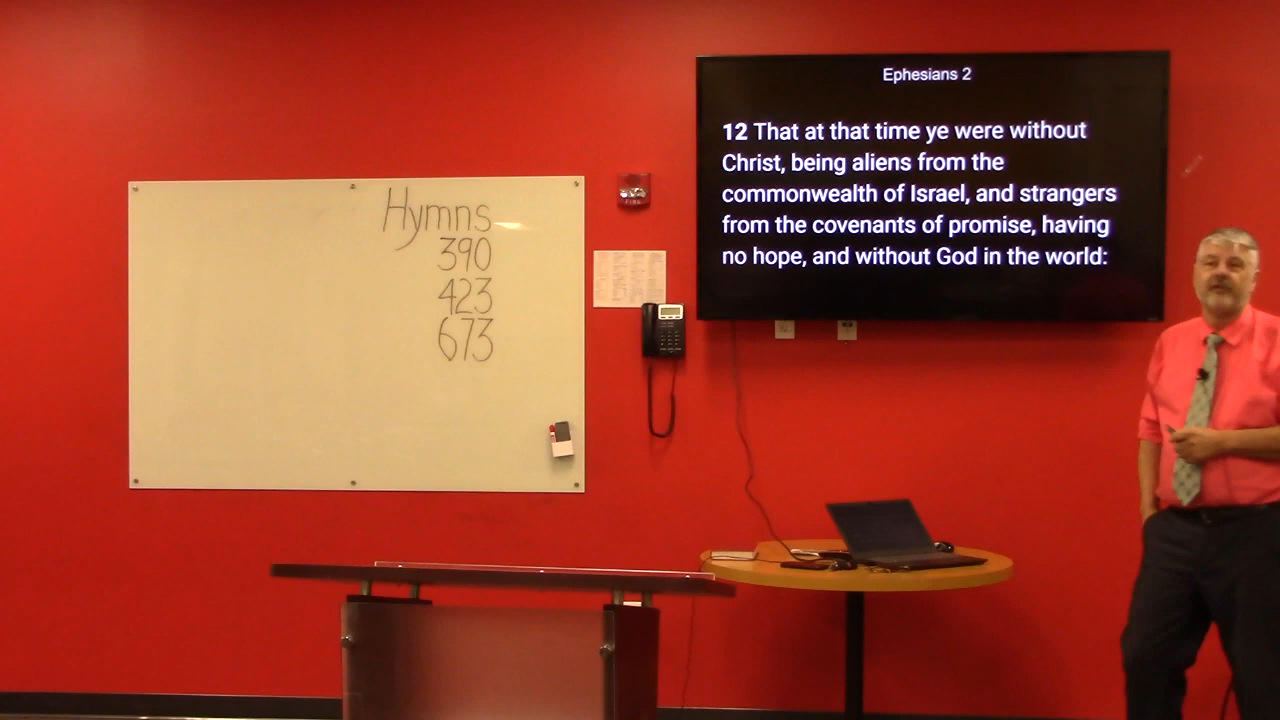 Hymns
390
423
673
FIRE
Ephesians 2
12 That at that time ye were without
Christ, being aliens from the
commonwealth of Israel, and strangers
from the covenants of promise, having
no hope, and without God in the world: